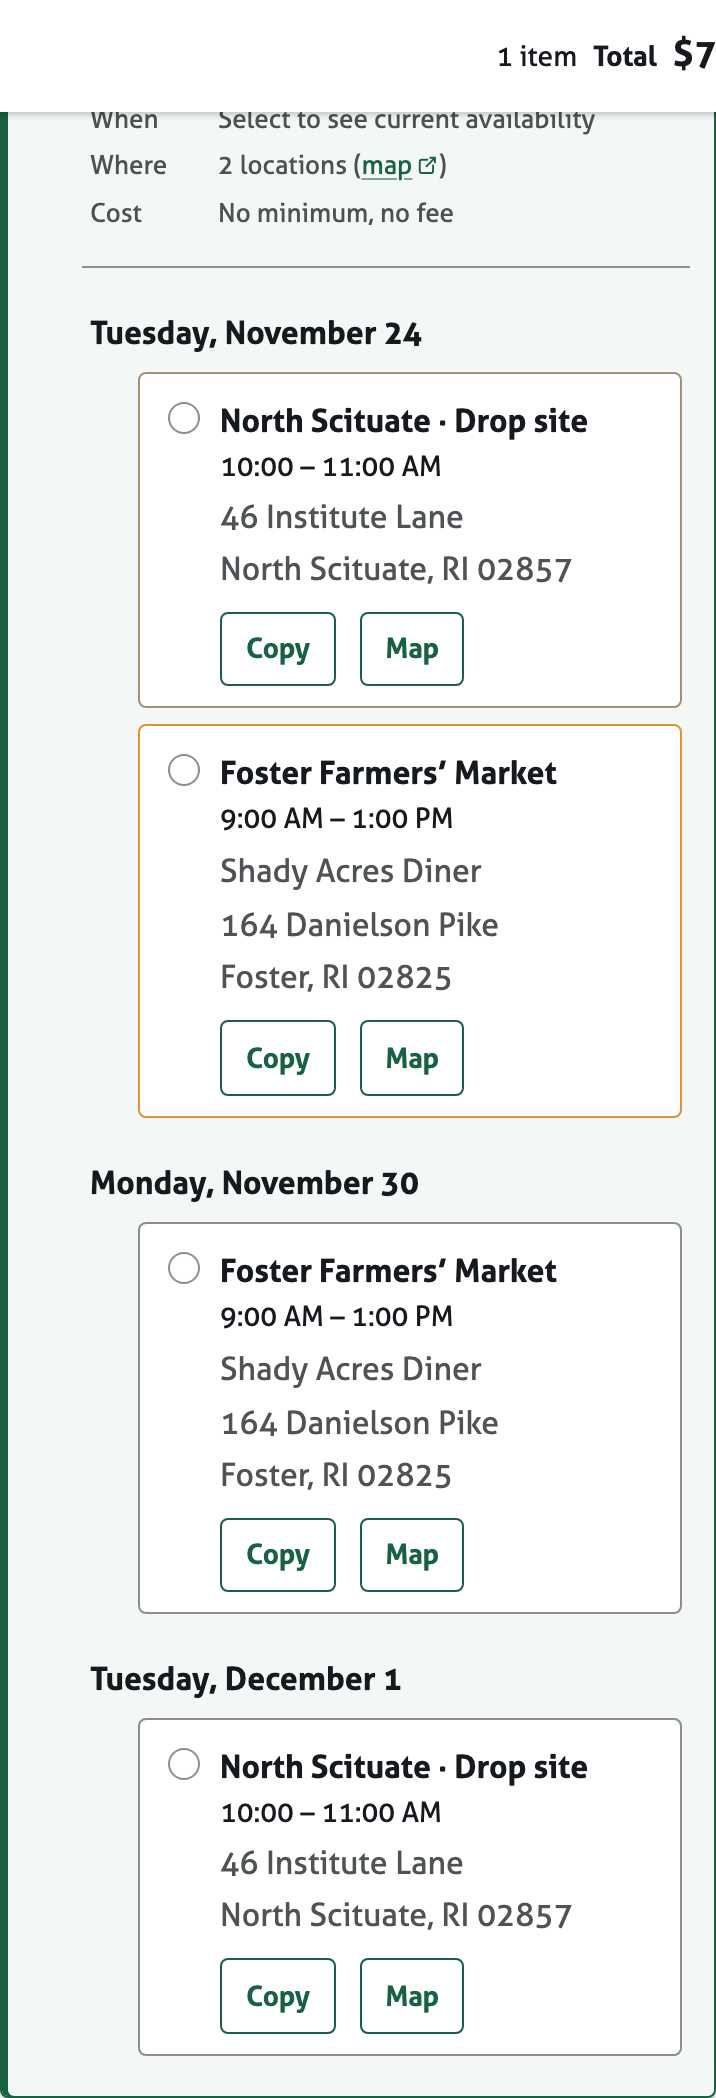 1 item Total $7
When Select to see current availability
Where 2 locations (map)
Cost No minimum, no fee
Tuesday, November 24
North Scituate · Drop site
10:00 – 11:00 AM
46 Institute Lane
North Scituate, RI 02857
Copy Map
Foster Farmers’ Market
9:00 AM – 1:00 PM
Shady Acres Diner
164 Danielson Pike
Foster, RI 02825
Copy Map
Monday, November 30
Foster Farmers’ Market
9:00 AM – 1:00 PM
Shady Acres Diner
164 Danielson Pike
Foster, RI 02825
Copy Map
Tuesday, December 1
North Scituate · Drop site
10:00 – 11:00 AM
46 Institute Lane
North Scituate, RI 02857
Copy Map